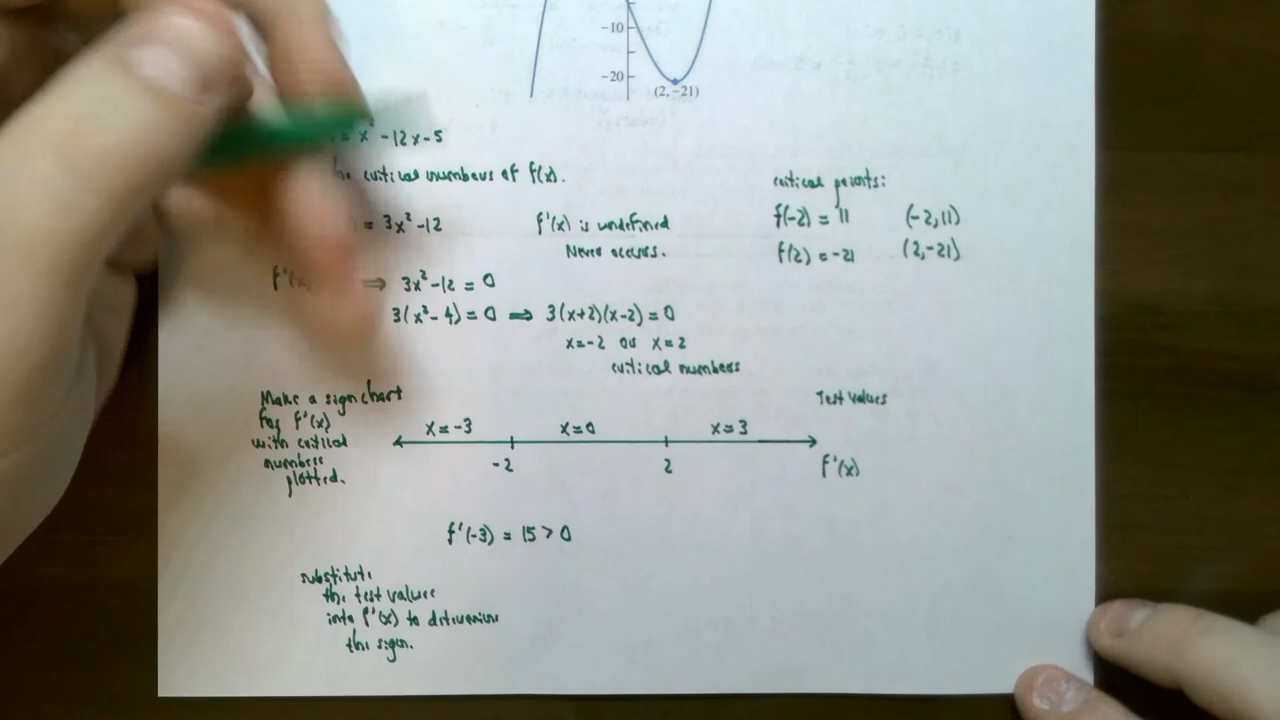 -10
-20
(2, -21)
= x² -12x-5
critical numbers of f(x).
critical points:
= 3x² -12
f'(x) is undefined
f(-2) = 11 (-2,11)
Never occurs.
f(2) = -21 (2,-21)
f'(x) ⟹ 3x²-12 = 0
3(x²-4)=0 ⟹ 3(x+2)(x-2)=0
x=-2 or x=2
critical numbers
Make a sign chart
for f'(x)
with critical
numbers
plotted.
Test values
x=-3 x=0 x=3
-2 2 f'(x)
f'(-3) = 15 > 0
substitute
the test values
into f'(x) to determine
the sign.